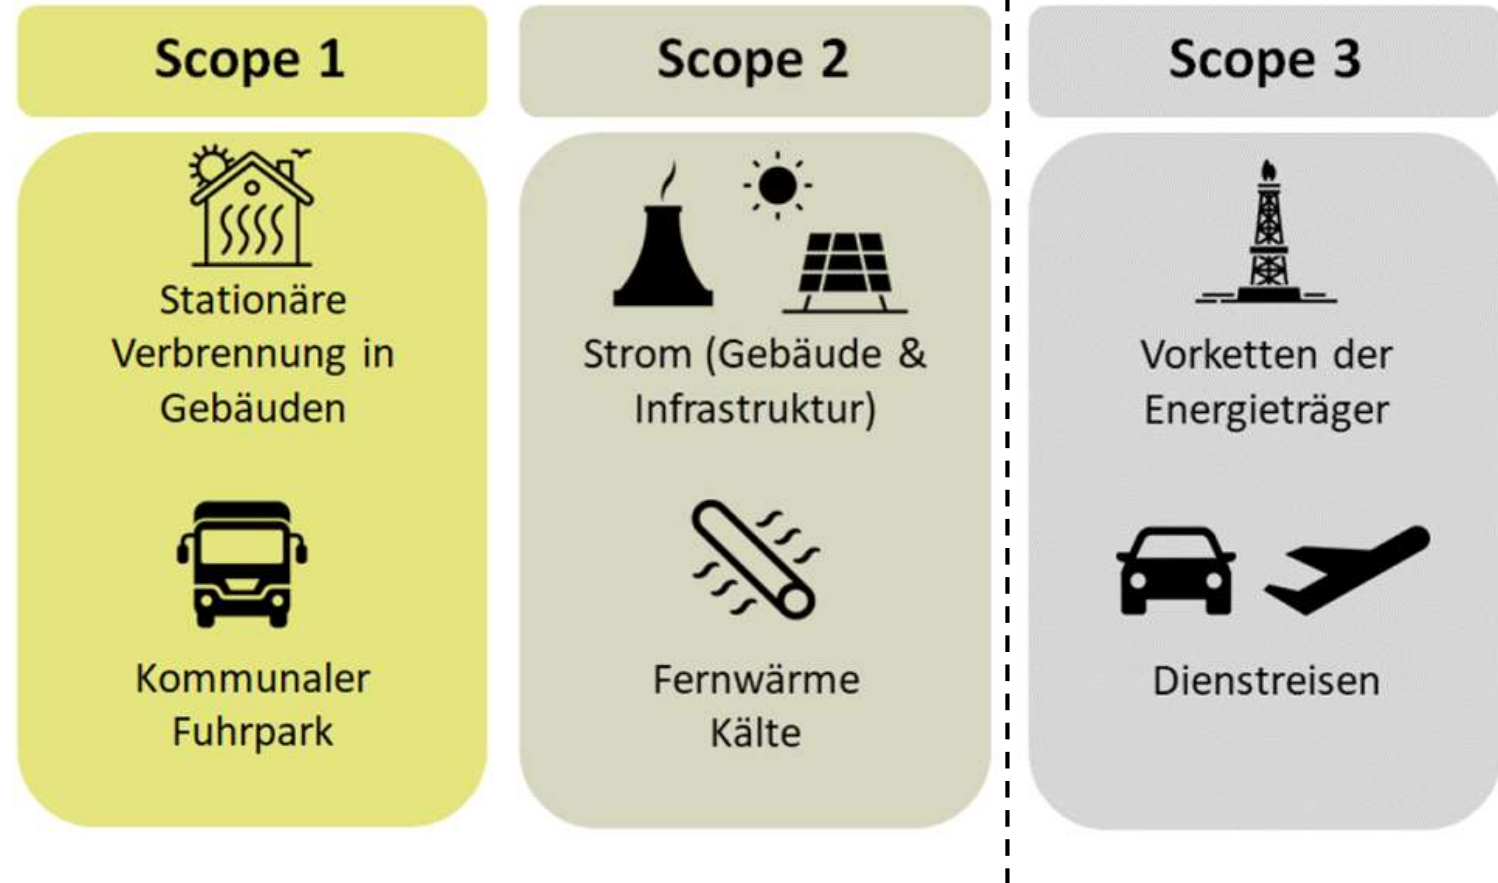 Scope 1
Stationäre
Verbrennung in
Gebäuden
Kommunaler
Fuhrpark
Scope 2
Strom (Gebäude &
Infrastruktur)
Fernwärme
Kälte
Scope 3
Vorketten der
Energieträger
Dienstreisen